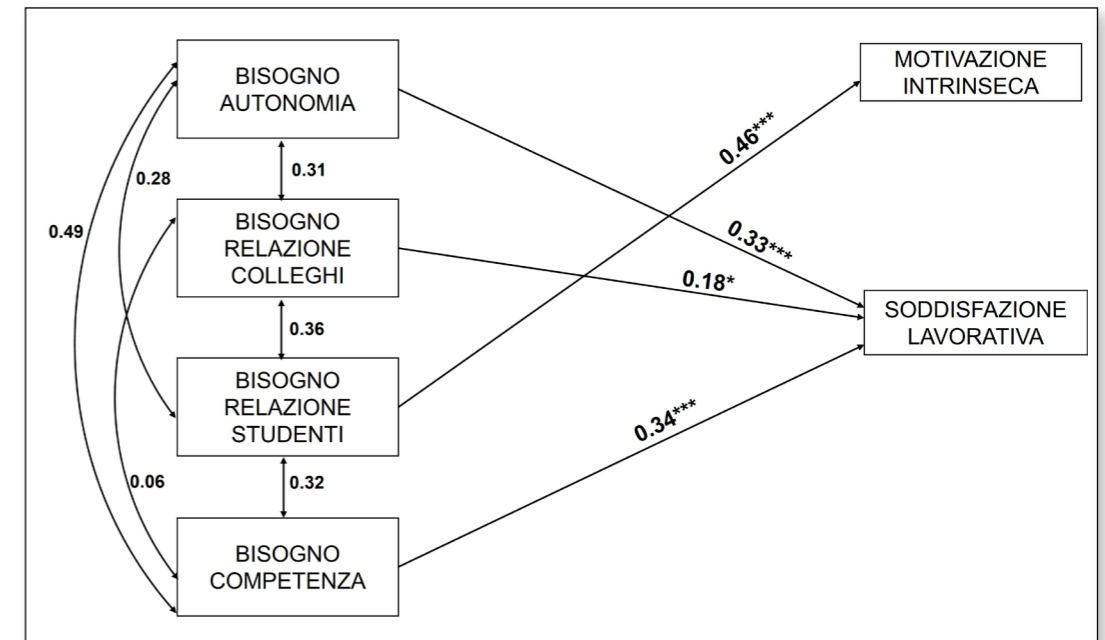 BISOGNO
AUTONOMIA
MOTIVAZIONE
INTRINSECA
0.46***
0.31
0.28
0.49
BISOGNO
RELAZIONE
COLLEGHI
0.33***
0.18*
SODDISFAZIONE
LAVORATIVA
0.36
BISOGNO
RELAZIONE
STUDENTI
0.34***
0.32
0.06
BISOGNO
COMPETENZA